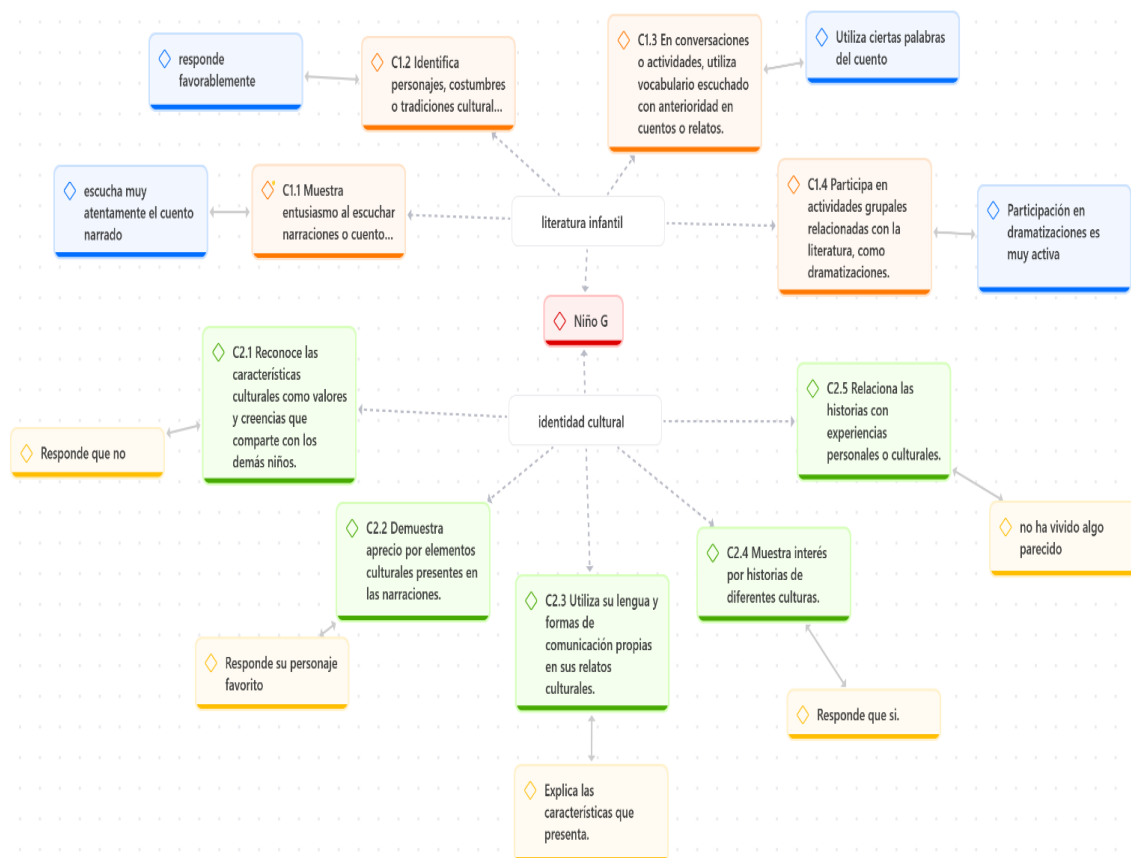 responde
favorablemente
C1.2 Identifica
personajes, costumbres
o tradiciones cultural...
C1.3 En conversaciones
o actividades, utiliza
vocabulario escuchado
con anterioridad en
cuentos o relatos.
Utiliza ciertas palabras
del cuento
escucha muy
atentamente el cuento
narrado
C1.1 Muestra
entusiasmo al escuchar
narraciones o cuento...
literatura infantil
C1.4 Participa en
actividades grupales
relacionadas con la
literatura, como
dramatizaciones.
Participación en
dramatizaciones es
muy activa
Niño G
C2.1 Reconoce las
características
culturales como valores
y creencias que
comparte con los
demás niños.
Responde que no
identidad cultural
C2.5 Relaciona las
historias con
experiencias
personales o culturales.
no ha vivido algo
parecido
C2.2 Demuestra
aprecio por elementos
culturales presentes en
las narraciones.
Responde su personaje
favorito
C2.3 Utiliza su lengua y
formas de
comunicación propias
en sus relatos
culturales.
Explica las
características que
presenta.
C2.4 Muestra interés
por historias de
diferentes culturas.
Responde que si.